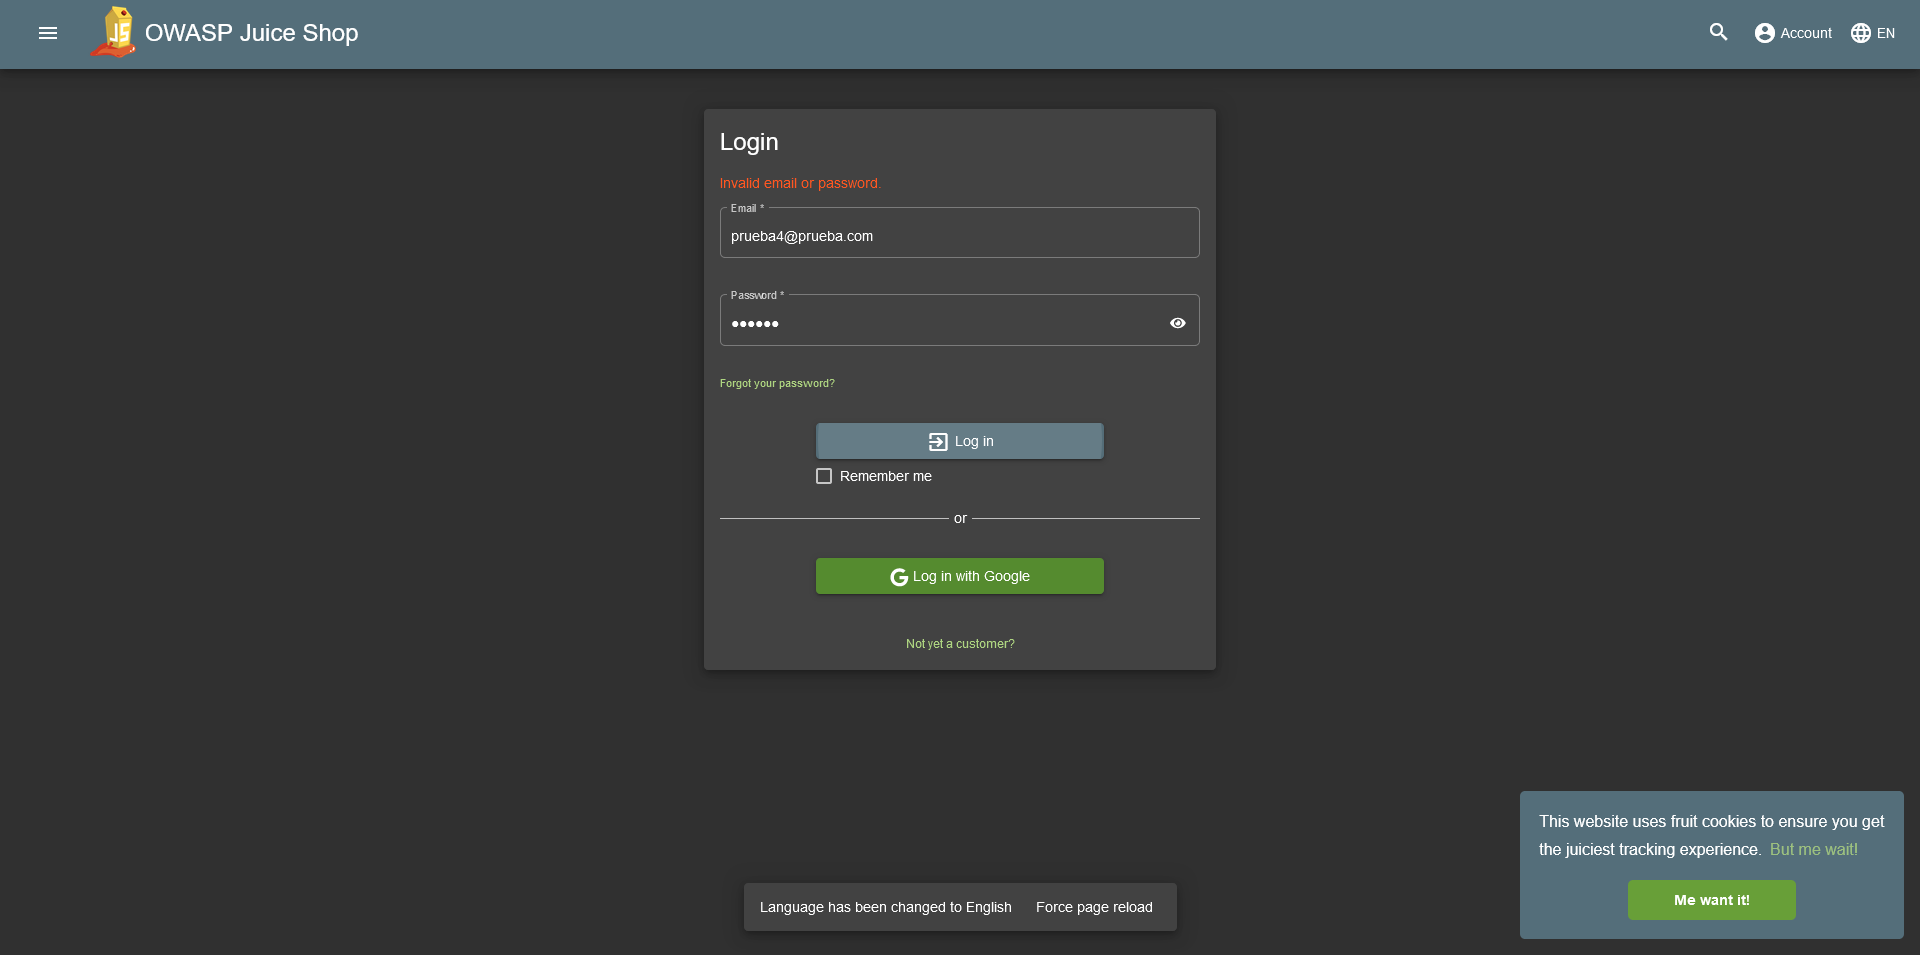 OWASP Juice Shop
Account
EN
Login
Invalid email or password.
Email *
prueba4@prueba.com
Password *
••••••
Forgot your password?
Log in
Remember me
or
Log in with Google
Not yet a customer?
This website uses fruit cookies to ensure you get
the juiciest tracking experience. But me wait!
Me want it!
Language has been changed to English Force page reload